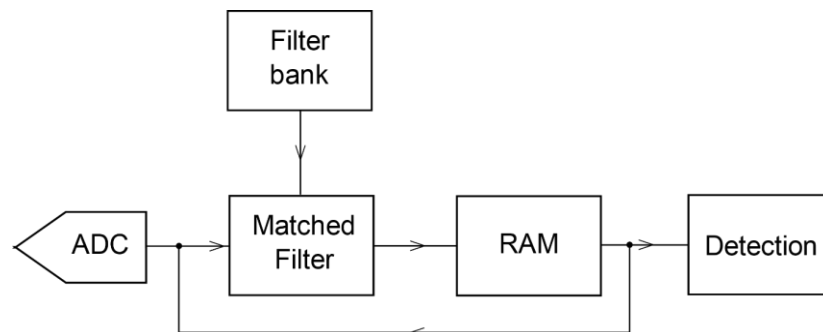 Filter
bank
ADC
Matched
Filter
RAM
Detection